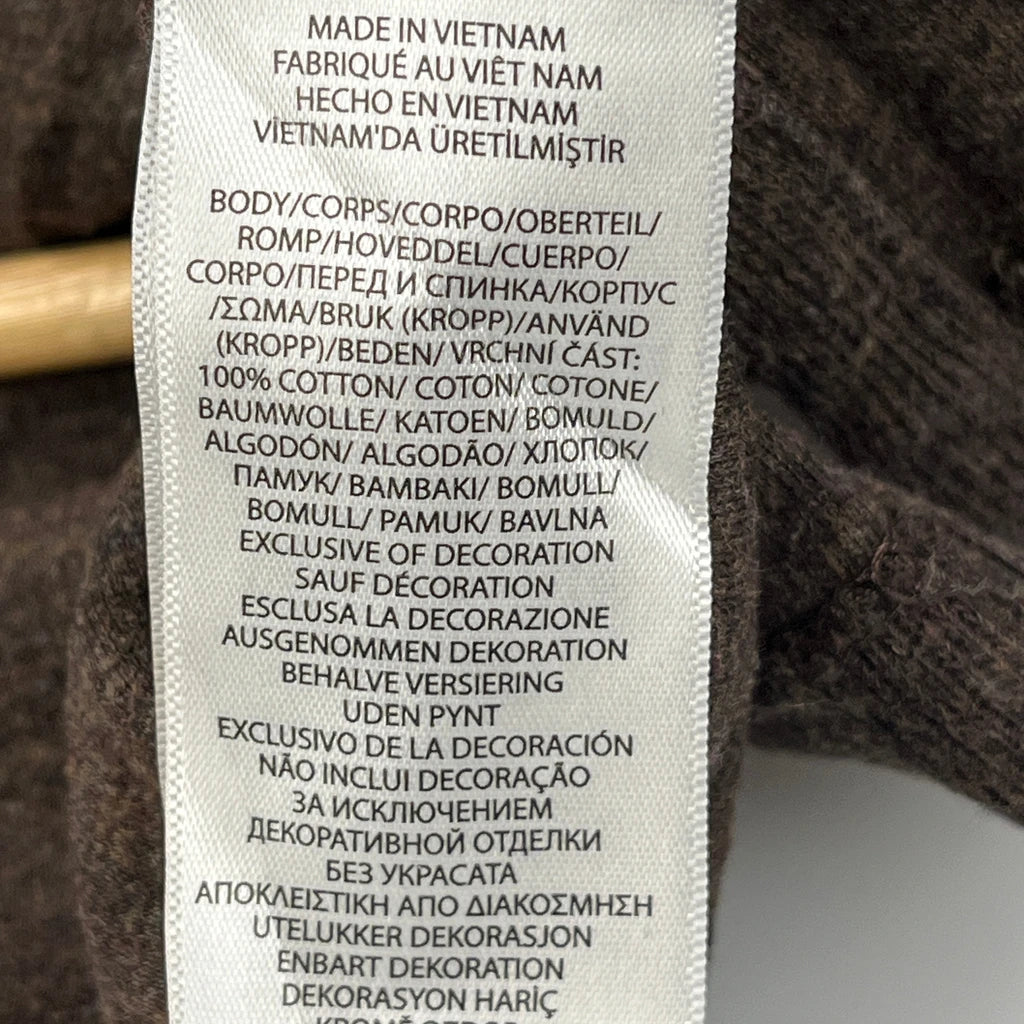 MADE IN VIETNAM
FABRIQUÉ AU VIÊT NAM
HECHO EN VIETNAM
VİETNAM'DA ÜRETİLMİŞTİR
BODY/CORPS/CORPO/OBERTEIL/
ROMP/HOVEDDEL/CUERPO/
CORPO/ПЕРЕД И СПИНКА/КОРПУС
/ΣΩΜΑ/BRUK (KROPP)/ANVÄND
(KROPP)/BEDEN/ VRCHNÍ ČÁST:
100% COTTON/ COTON/ COTONE/
BAUMWOLLE/ KATOEN/ BOMULD/
ALGODÓN/ ALGODÃO/ ХЛОПОК/
ПАМУК/ ΒΑΜΒΑΚΙ/ BOMULL/
BOMULL/ PAMUK/ BAVLNA
EXCLUSIVE OF DECORATION
SAUF DÉCORATION
ESCLUSA LA DECORAZIONE
AUSGENOMMEN DEKORATION
BEHALVE VERSIERING
UDEN PYNT
EXCLUSIVO DE LA DECORACIÓN
NÃO INCLUI DECORAÇÃO
ЗА ИСКЛЮЧЕНИЕМ
ДЕКОРАТИВНОЙ ОТДЕЛКИ
БЕЗ УКРАСАТА
ΑΠΟΚΛΕΙΣΤΙΚΗ ΑΠΟ ΔΙΑΚΟΣΜΗΣΗ
UTELUKKER DEKORASJON
ENBART DEKORATION
DEKORASYON HARİÇ
KROMĚ